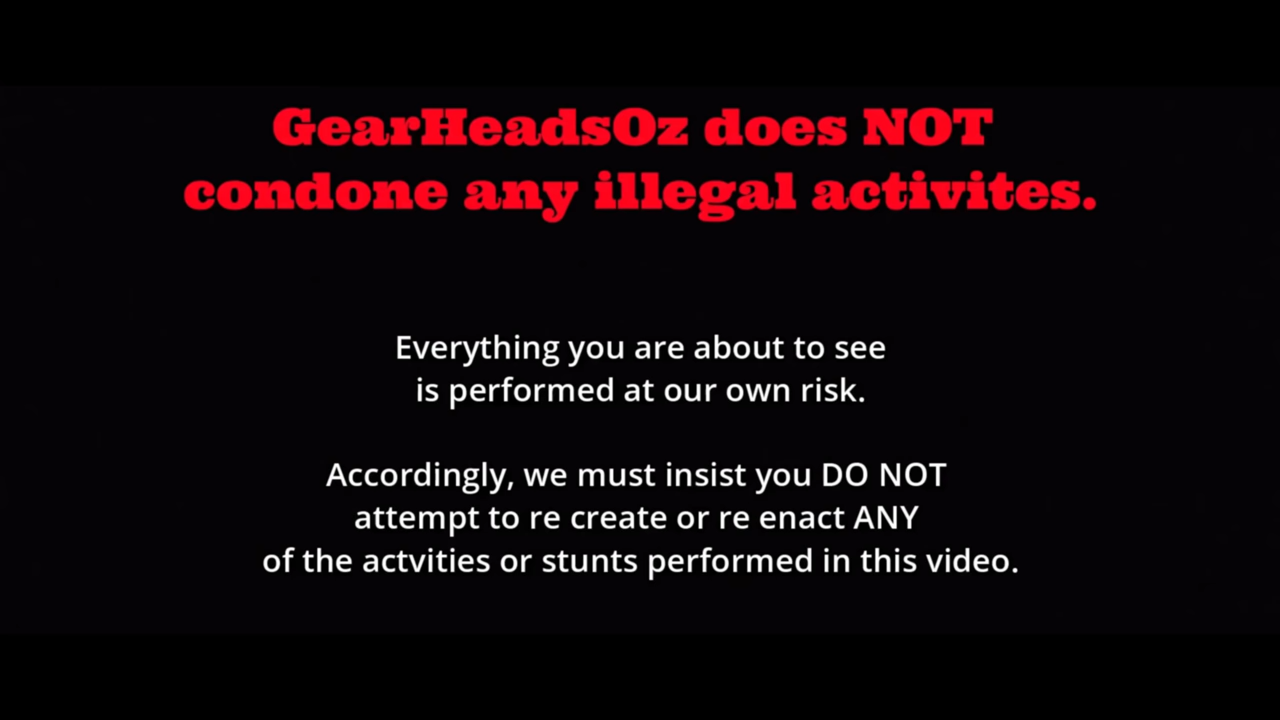 GearHeadsOz does NOT
condone any illegal activites.
Everything you are about to see
is performed at our own risk.
Accordingly, we must insist you DO NOT
attempt to re create or re enact ANY
of the actvities or stunts performed in this video.